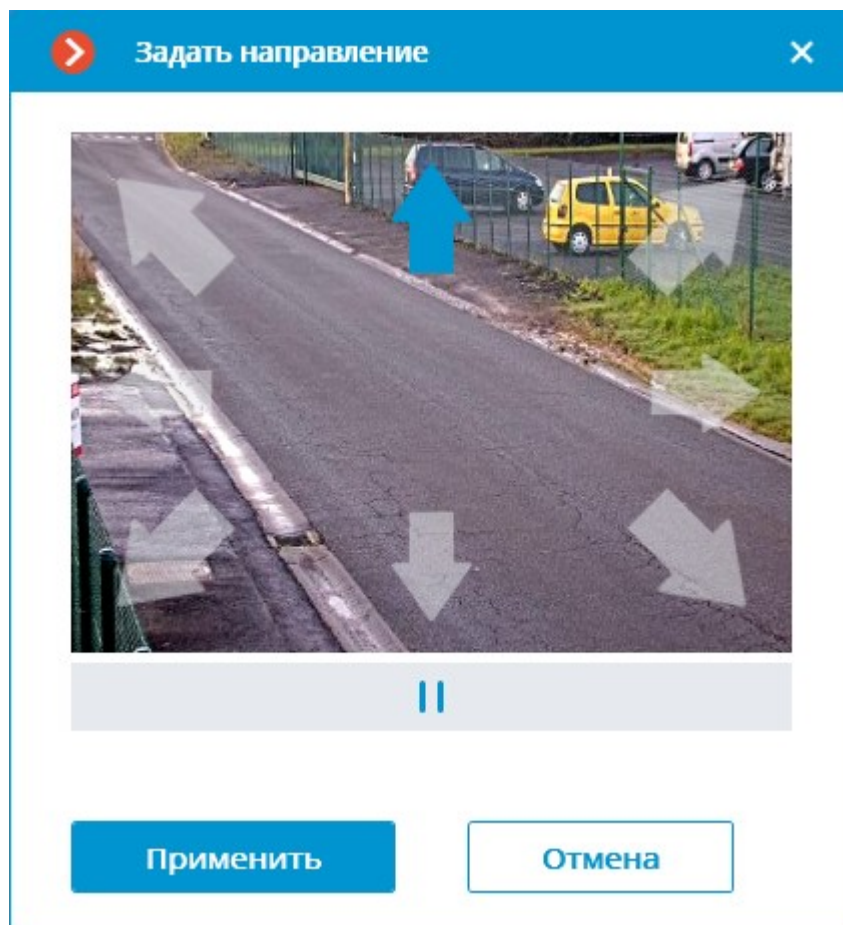 Задать направление
Применить
Отмена